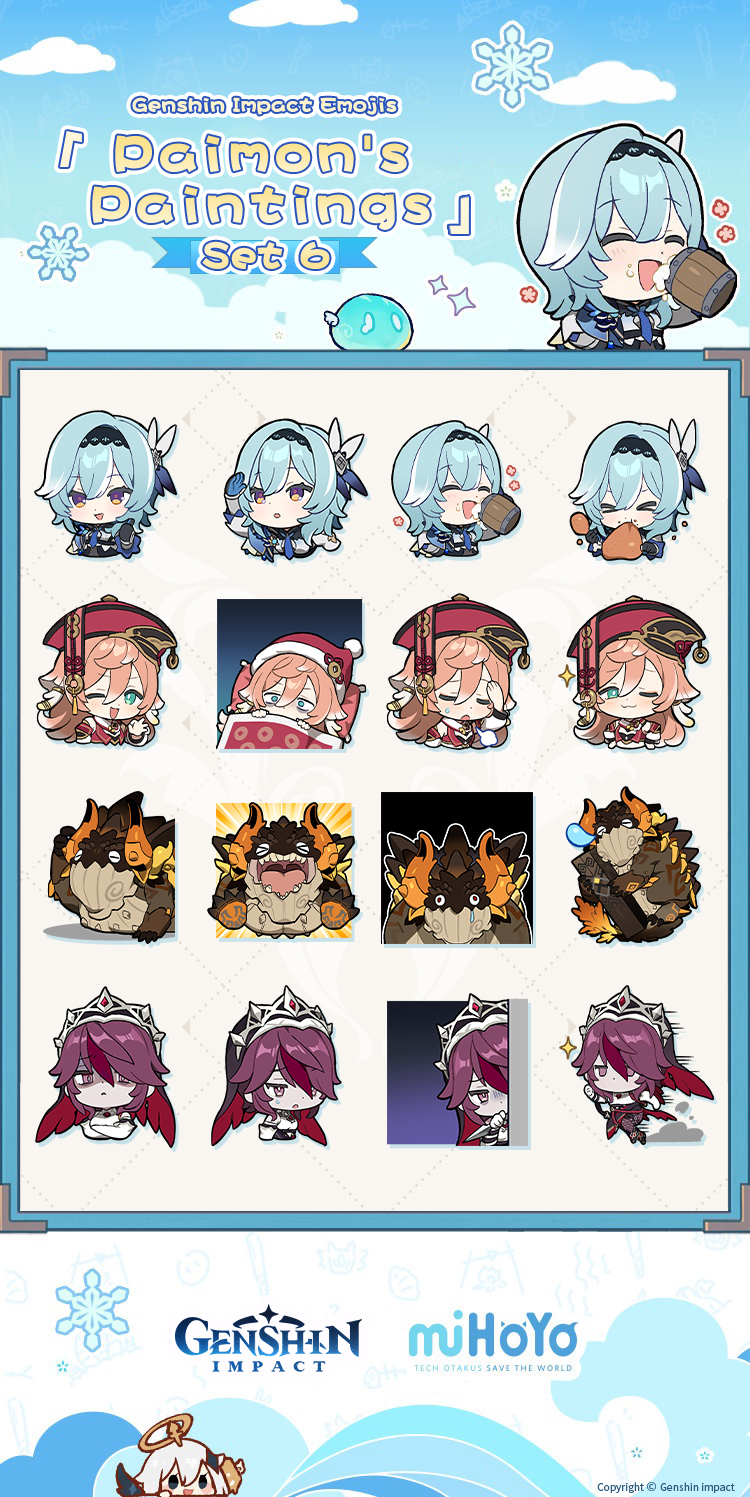 Genshin Impact Emojis
「 Paimon's
Paintings 」
Set 6
GENSHIN
IMPACT
miHoYo
TECH OTAKUS SAVE THE WORLD
Copyright © Genshin impact